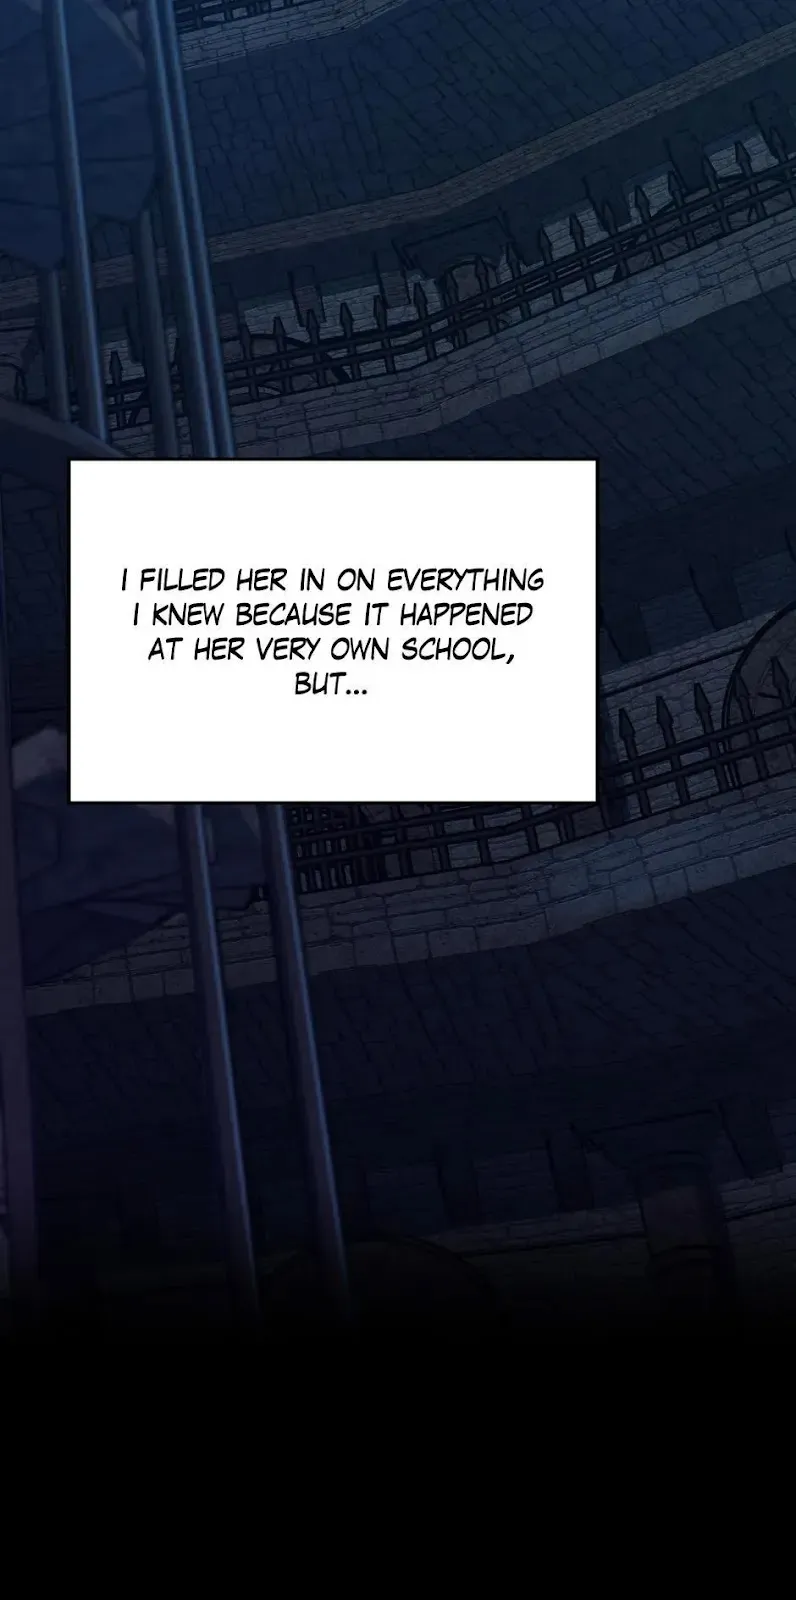 I FILLED HER IN ON EVERYTHING
I KNEW BECAUSE IT HAPPENED
AT HER VERY OWN SCHOOL,
BUT...